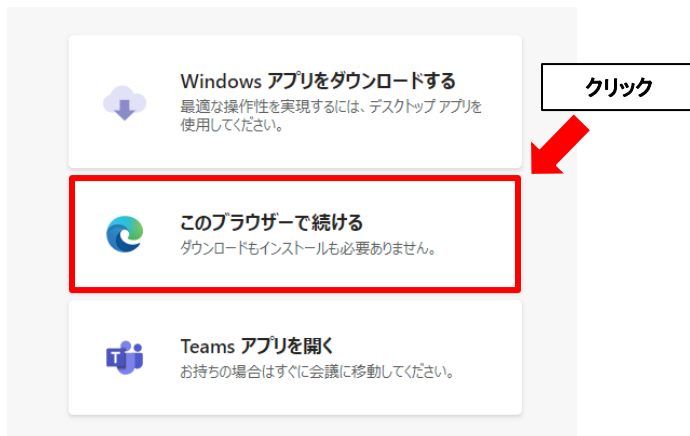 Windows アプリをダウンロードする
最適な操作性を実現するには、デスクトップ アプリを
使用してください。
クリック
このブラウザーで続ける
ダウンロードもインストールも必要ありません。
Teams アプリを開く
お持ちの場合はすぐに会議に移動してください。